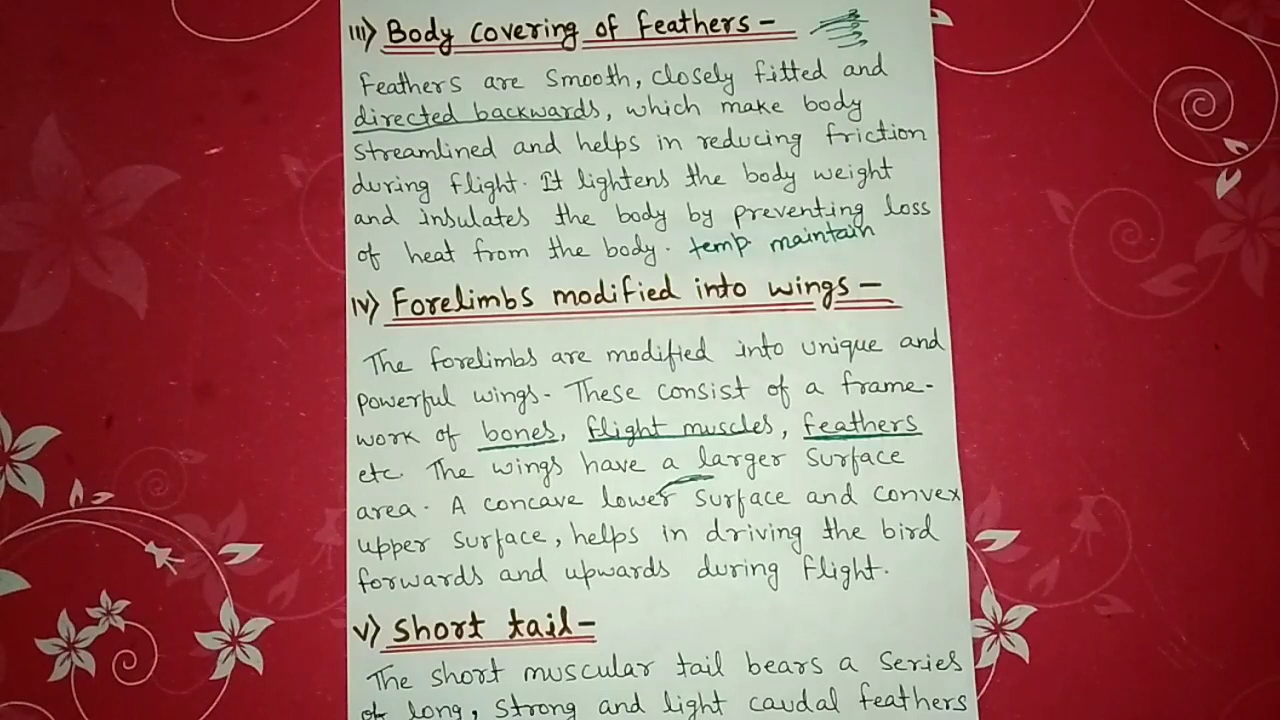 III) Body covering of feathers -
Feathers are smooth, closely fitted and
directed backwards, which make body
streamlined and helps in reducing friction
during flight. It lightens the body weight
and insulates the body by preventing loss
of heat from the body. temp. maintain
IV) Forelimbs modified into wings -
The forelimbs are modified into unique and
powerful wings. These consist of a frame-
work of bones, flight muscles, feathers
etc. The wings have a larger surface
area. A concave lower surface and convex
upper surface, helps in driving the bird
forwards and upwards during flight.
V) Short tail -
The short muscular tail bears a series
of long, strong and light caudal feathers